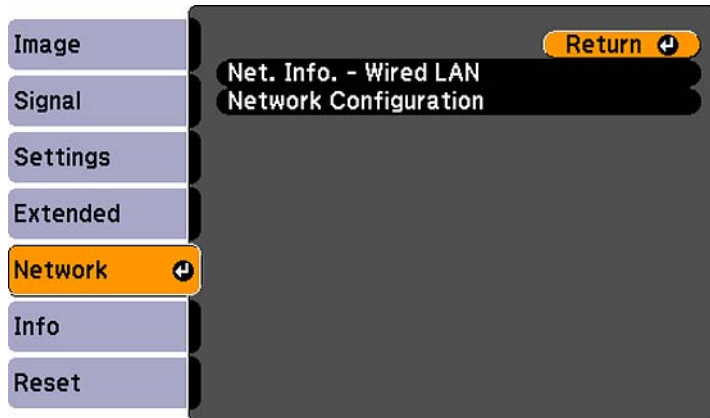 Image
Signal
Settings
Extended
Network
Info
Reset
Return
Net. Info. - Wired LAN
Network Configuration